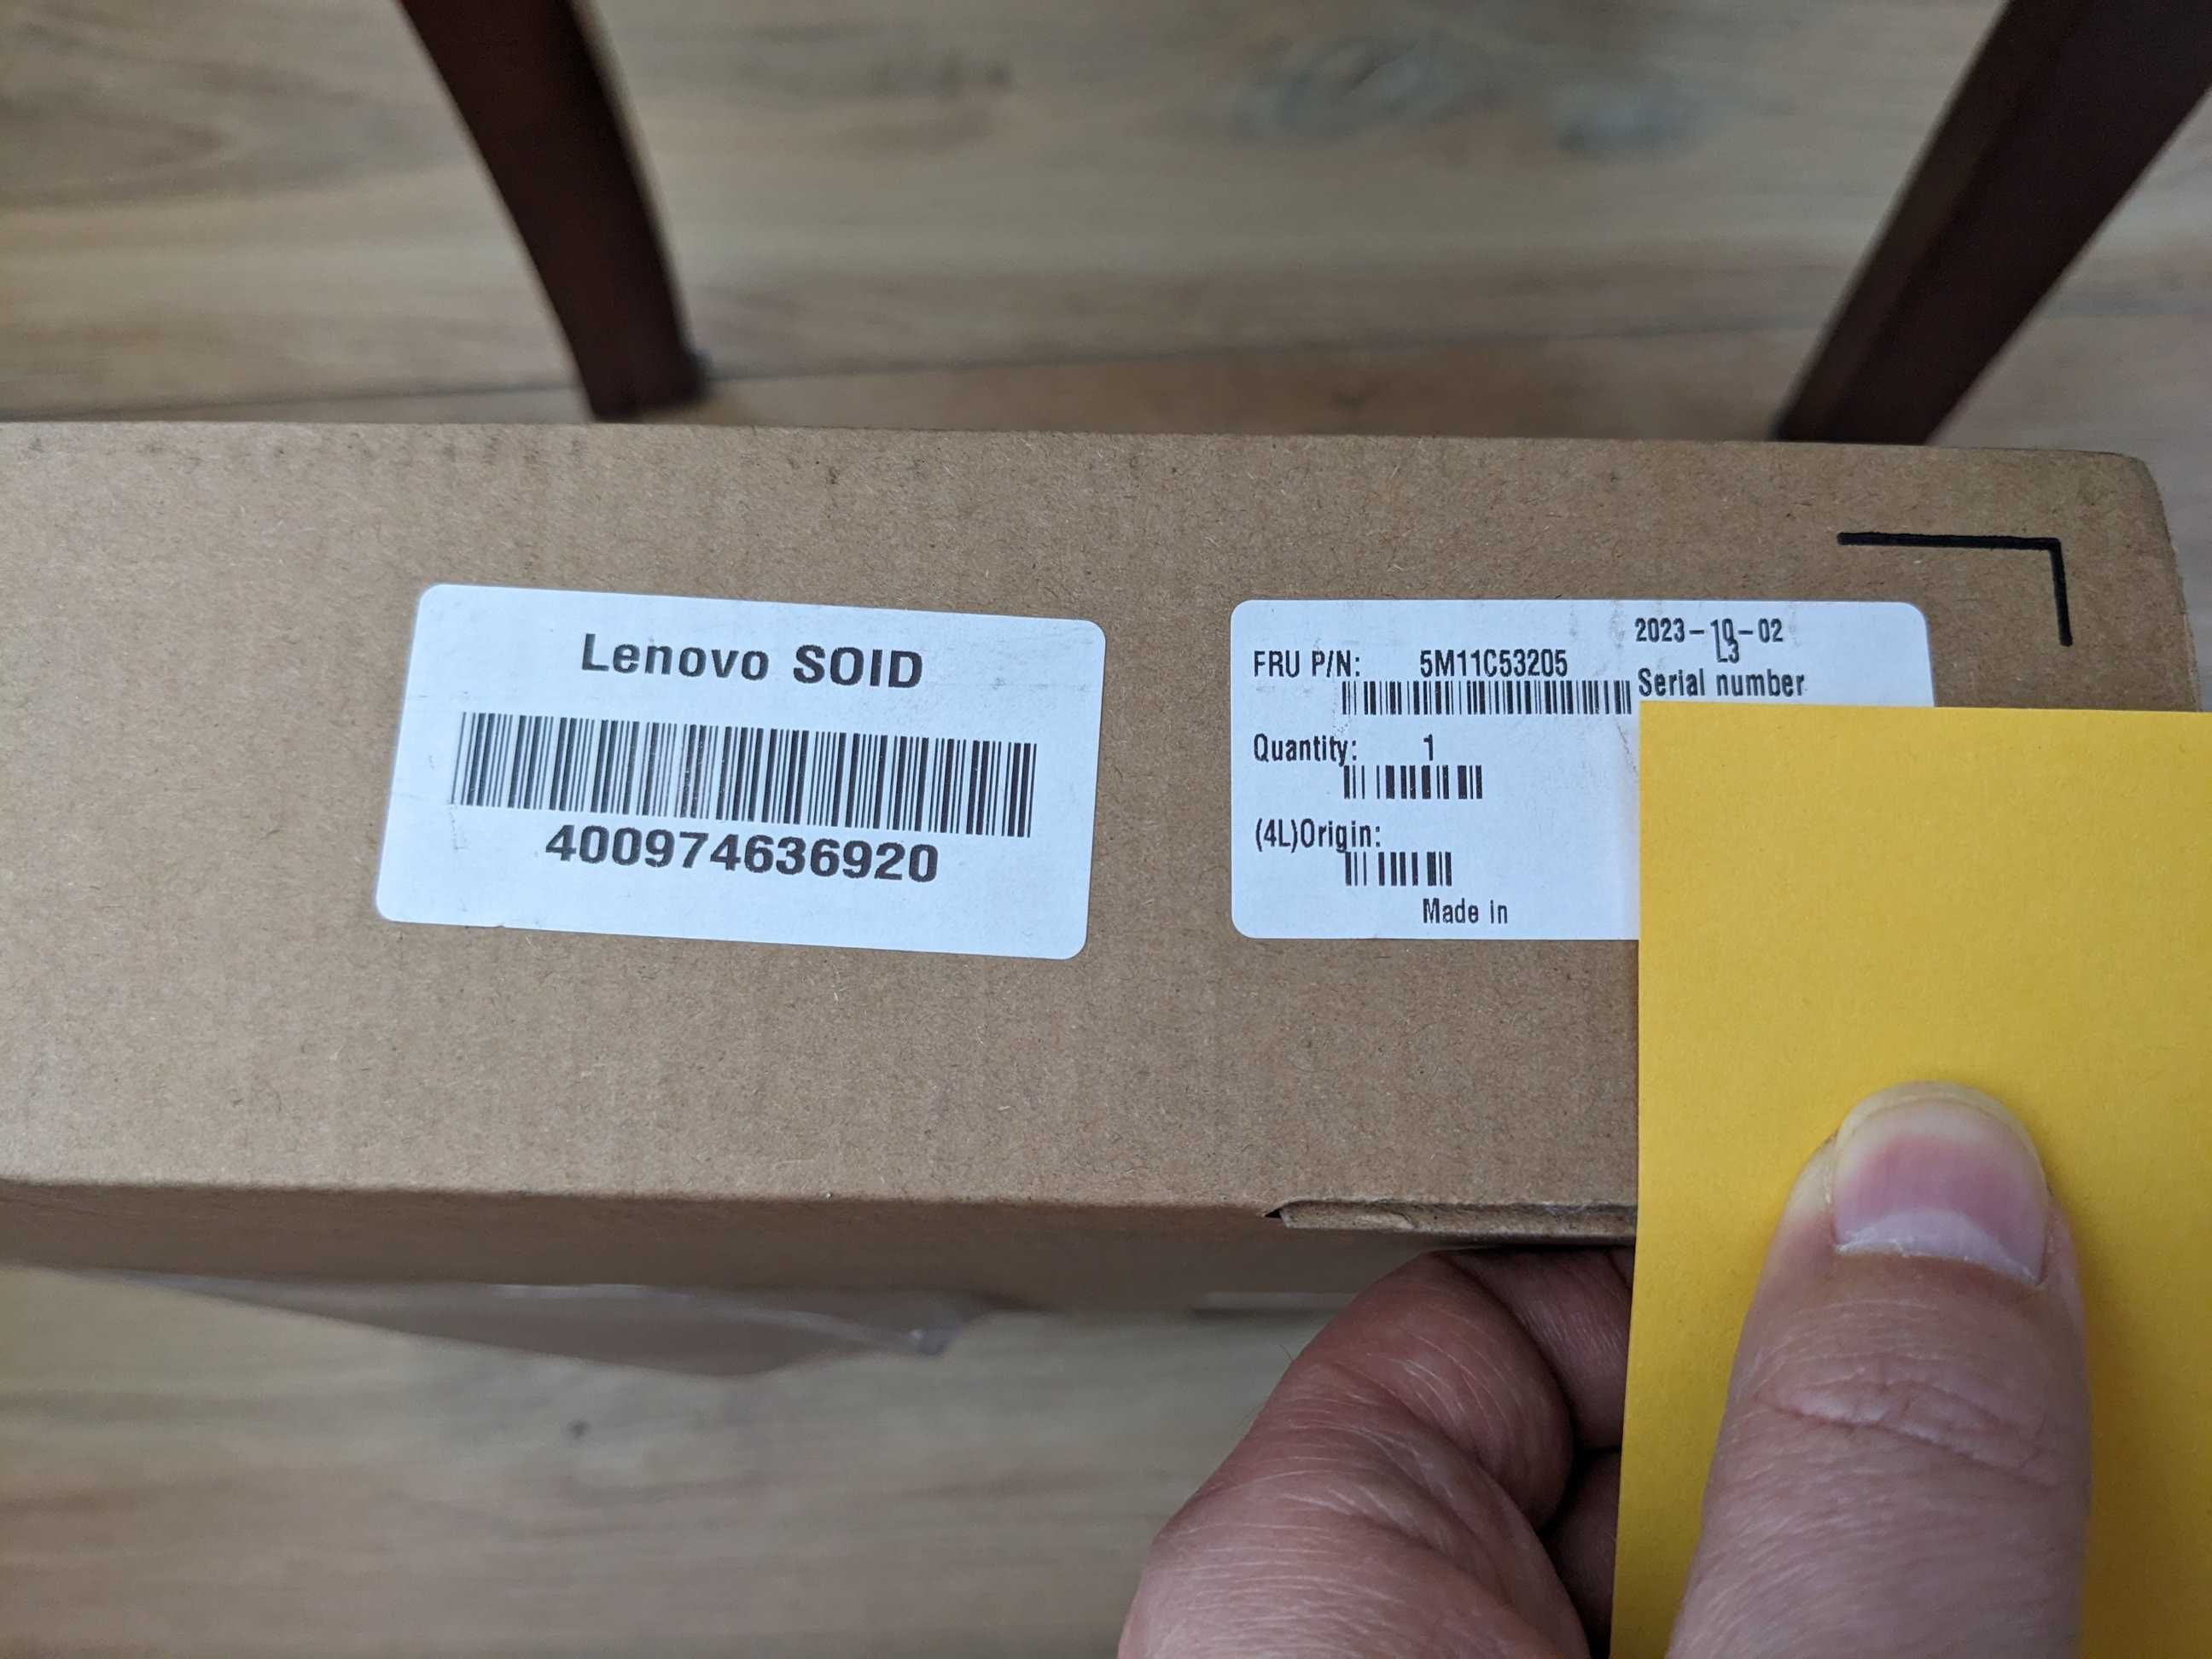 Lenovo SOID
400974636920
2023-10-02
L3
FRU P/N: 5M11C53205
Serial number
Quantity: 1
(4L)Origin:
Made in